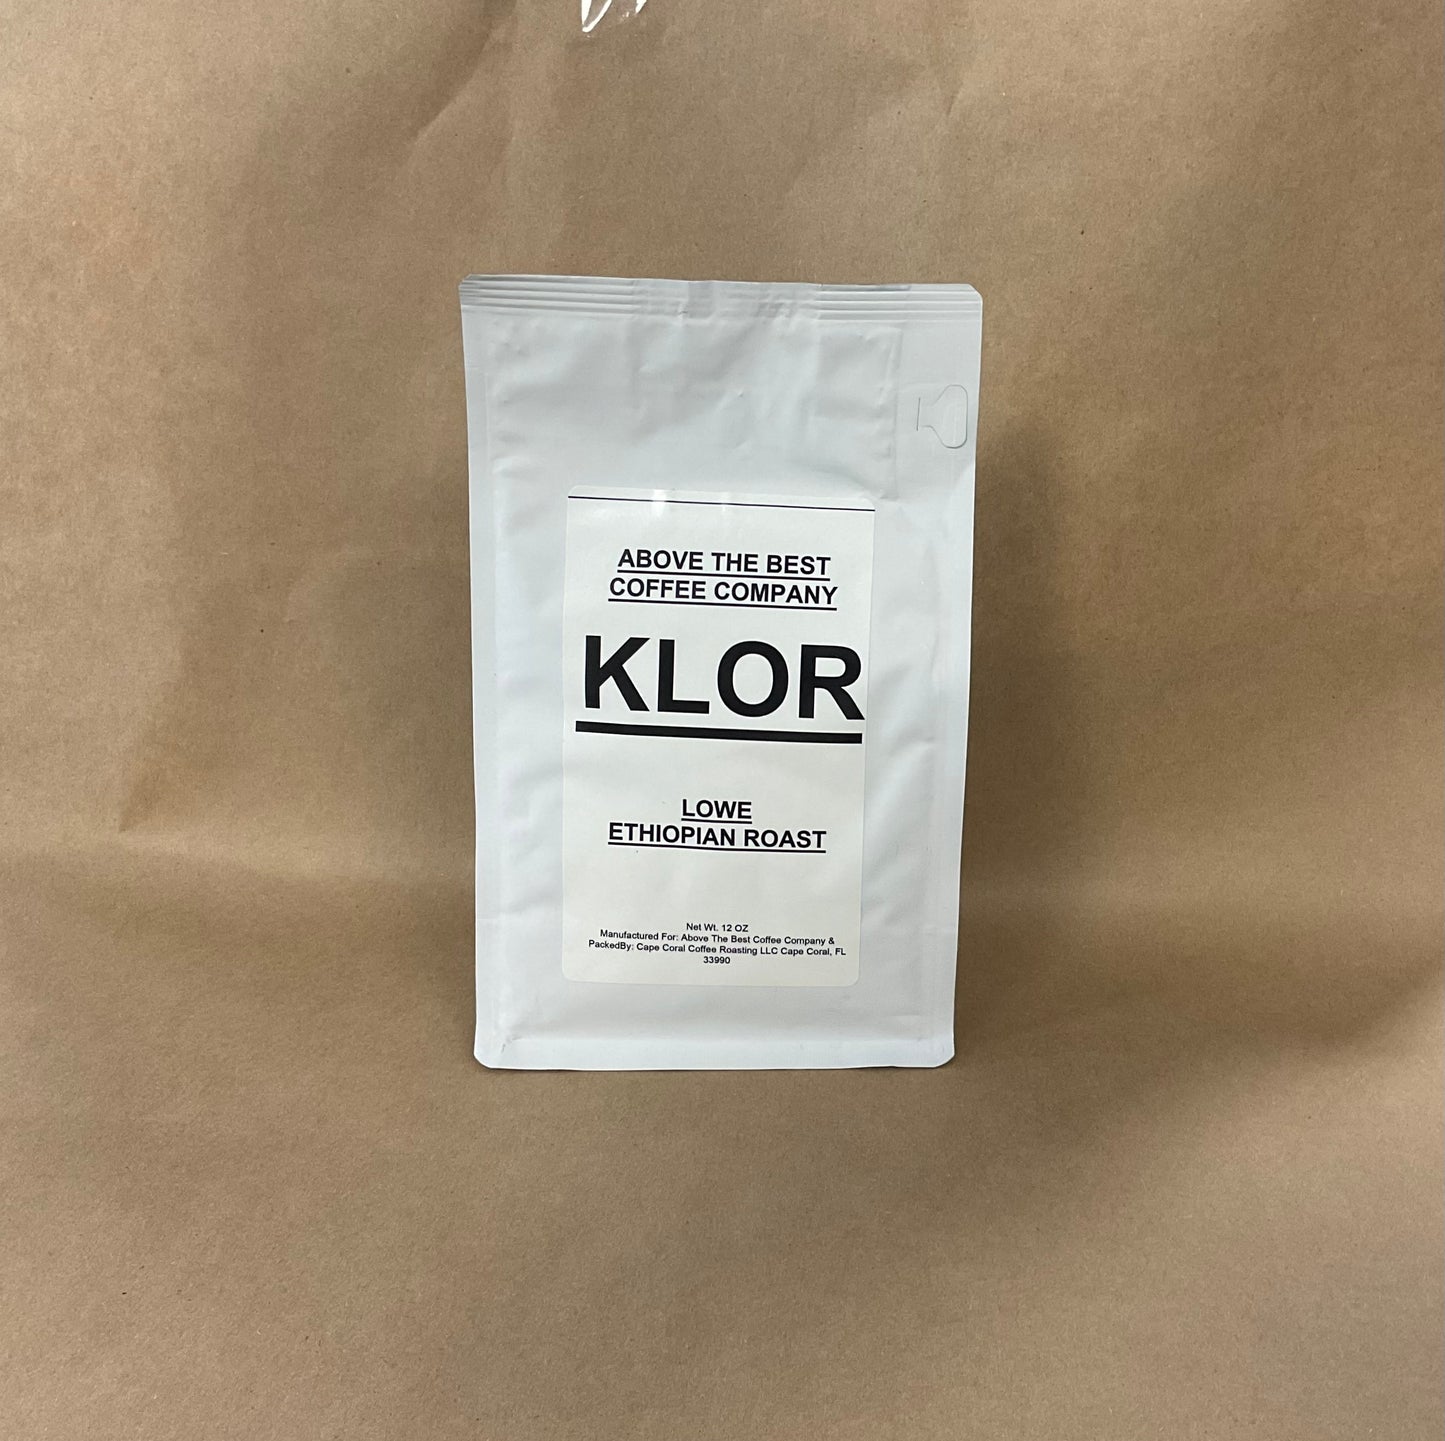 ABOVE THE BEST
COFFEE COMPANY
KLOR
LOWE
ETHIOPIAN ROAST
Net Wt. 12 OZ
Manufactured For: Above The Best Coffee Company &
PackedBy: Cape Coral Coffee Roasting LLC Cape Coral, FL
33990